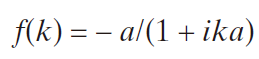 f(k) = – a/(1 + ika)